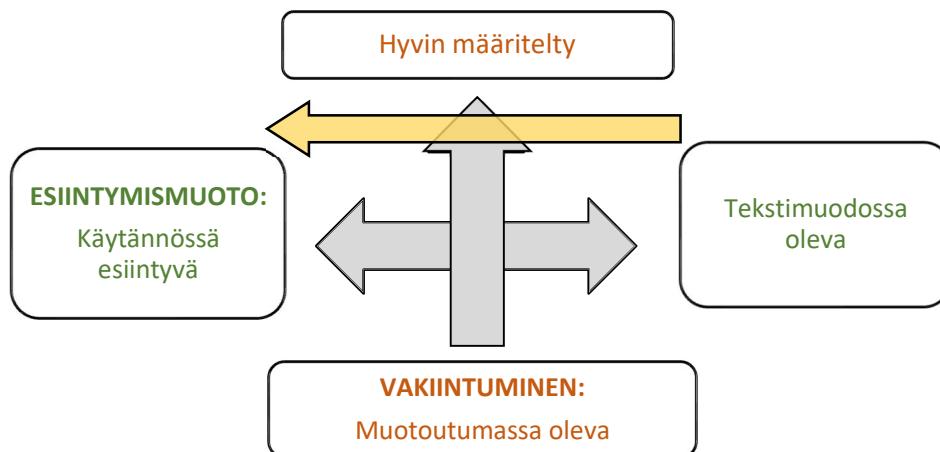 Hyvin määritelty
ESIINTYMISMUOTO:
Käytännössä
esiintyvä
Tekstimuodossa
oleva
VAKIINTUMINEN:
Muotoutumassa oleva